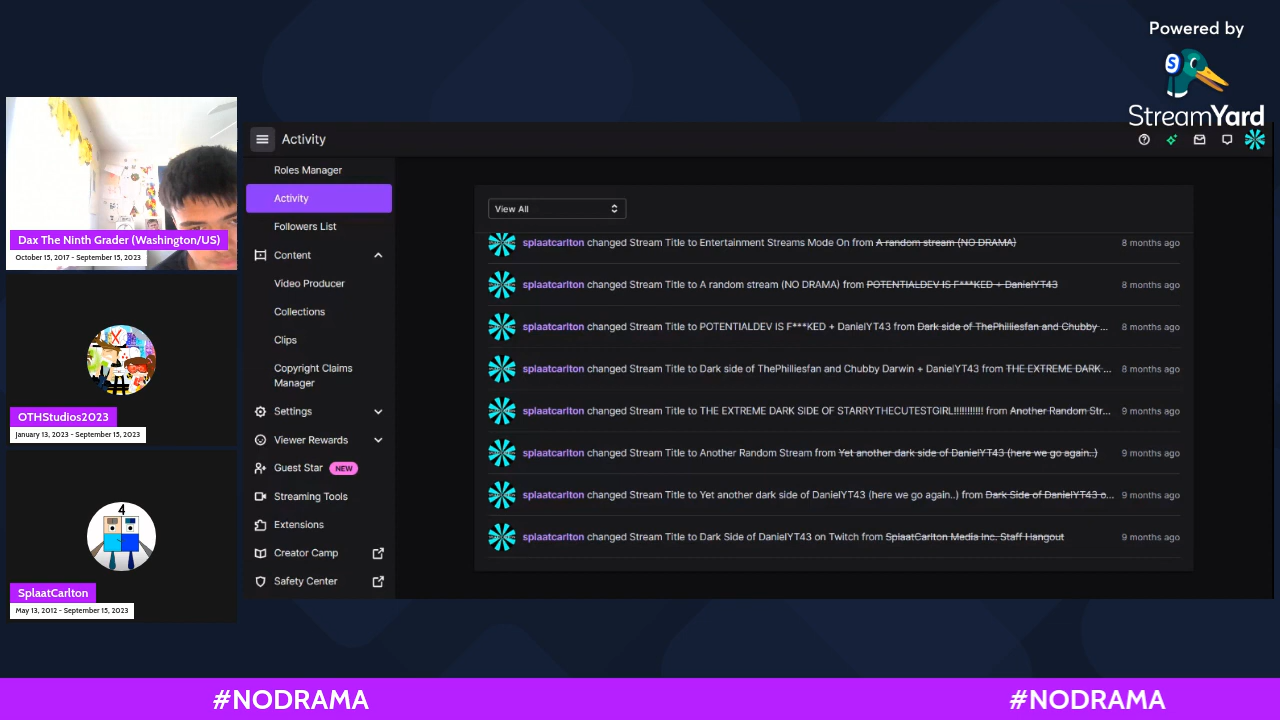 Powered by
StreamYard
Activity
Roles Manager
Activity
Followers List
Content
Video Producer
Collections
Clips
Copyright Claims
Manager
Settings
Viewer Rewards
Guest Star NEW
Streaming Tools
Extensions
Creator Camp
Safety Center
View All
splaatcarlton changed Stream Title to Entertainment Streams Mode On from A random stream (NO DRAMA) 8 months ago
splaatcarlton changed Stream Title to A random stream (NO DRAMA) from POTENTIALDEV IS F***KED + DanielYT43 8 months ago
splaatcarlton changed Stream Title to POTENTIALDEV IS F***KED + DanielYT43 from Dark side of ThePhilliesfan and Chubby ... 8 months ago
splaatcarlton changed Stream Title to Dark side of ThePhilliesfan and Chubby Darwin + DanielYT43 from THE EXTREME DARK ... 8 months ago
splaatcarlton changed Stream Title to THE EXTREME DARK SIDE OF STARRYTHECUTESTGIRL!!!!!!!!!!! from Another Random Str... 9 months ago
splaatcarlton changed Stream Title to Another Random Stream from Yet another dark side of DanielYT43 (here we go again..) 9 months ago
splaatcarlton changed Stream Title to Yet another dark side of DanielYT43 (here we go again..) from Dark Side of DanielYT43 o... 9 months ago
splaatcarlton changed Stream Title to Dark Side of DanielYT43 on Twitch from SplaatCarlton Media Inc. Staff Hangout 9 months ago
Dax The Ninth Grader (Washington/US)
October 15, 2017 - September 15, 2023
OTHStudios2023
January 13, 2023 - September 15, 2023
4
SplaatCarlton
May 13, 2012 - September 15, 2023
#NODRAMA #NODRAMA